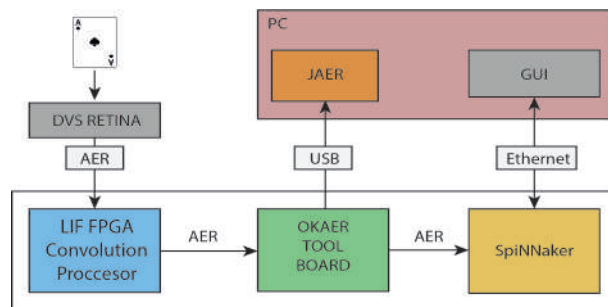 A
A
PC
JAER
GUI
DVS RETINA
AER
USB
Ethernet
LIF FPGA
Convolution
Proccesor
AER
OKAER
TOOL
BOARD
AER
SpiNNaker